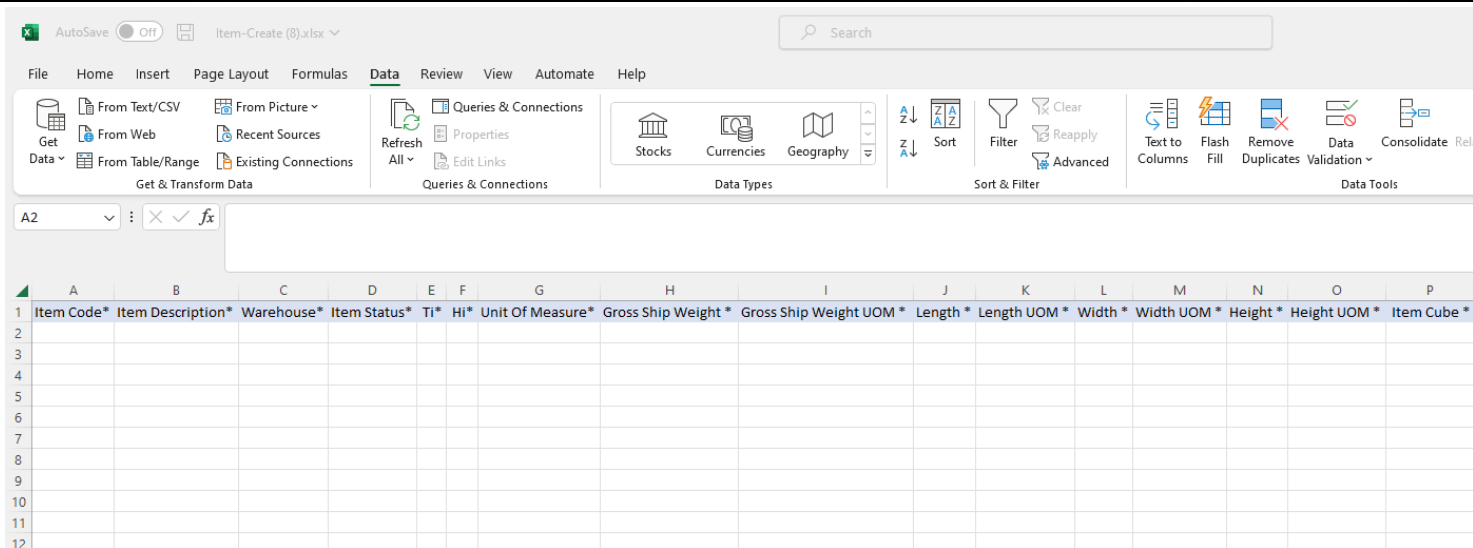 AutoSave Off Item-Create (8).xlsx Search
File Home Insert Page Layout Formulas Data Review View Automate Help
From Text/CSV From Picture Queries & Connections Clear
Get Data From Web Recent Sources Refresh All Properties Stocks Currencies Geography Sort Filter Reapply Text to Columns Flash Fill Remove Duplicates Data Validation Consolidate
From Table/Range Existing Connections Edit Links Advanced
Get & Transform Data Queries & Connections Data Types Sort & Filter Data Tools
A2 fx
A B C D E F G H I J K L M N O P
1 Item Code* Item Description* Warehouse* Item Status* Ti* Hi* Unit Of Measure* Gross Ship Weight * Gross Ship Weight UOM * Length * Length UOM * Width * Width UOM * Height * Height UOM * Item Cube *
2
3
4
5
6
7
8
9
10
11
12